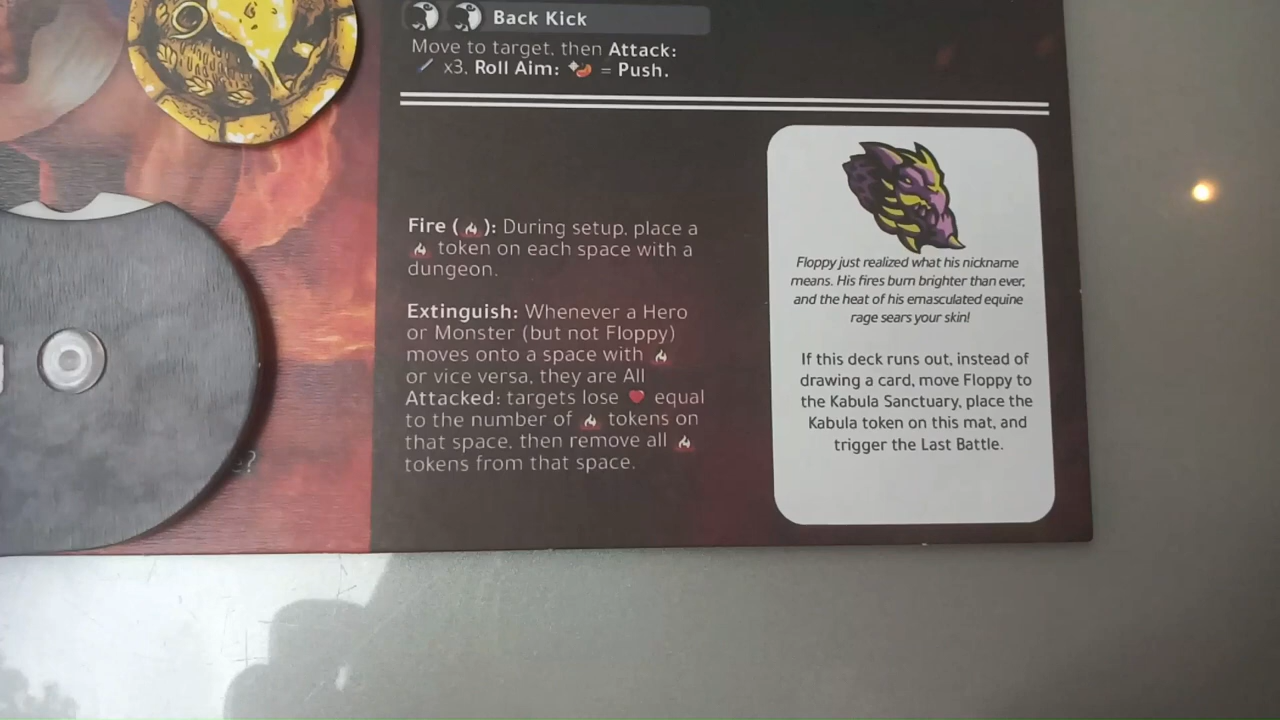 Back Kick
Move to target, then Attack:
x3, Roll Aim: = Push.
Fire ( ): During setup, place a
token on each space with a
dungeon.
Extinguish: Whenever a Hero
or Monster (but not Floppy)
moves onto a space with
or vice versa, they are All
Attacked: targets lose equal
to the number of tokens on
that space, then remove all
tokens from that space.
Floppy just realized what his nickname
means. His fires burn brighter than ever,
and the heat of his emasculated equine
rage sears your skin!
If this deck runs out, instead of
drawing a card, move Floppy to
the Kabula Sanctuary, place the
Kabula token on this mat, and
trigger the Last Battle.